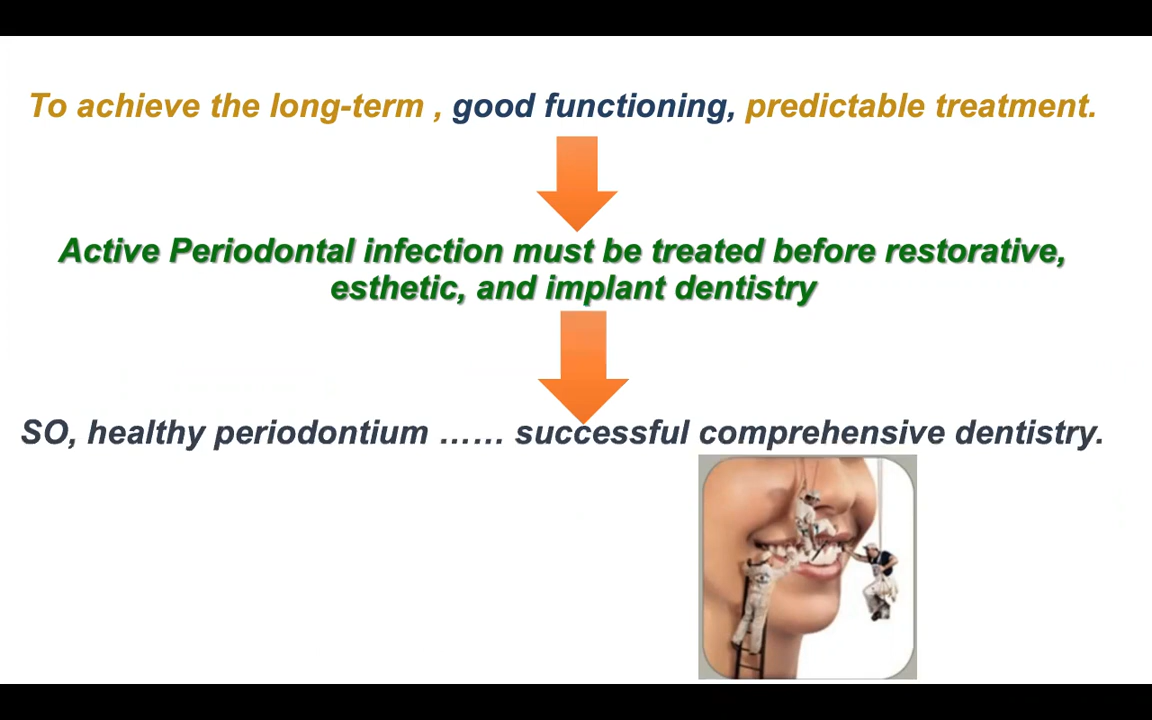 To achieve the long-term , good functioning, predictable treatment.
Active Periodontal infection must be treated before restorative,
esthetic, and implant dentistry
SO, healthy periodontium …… successful comprehensive dentistry.